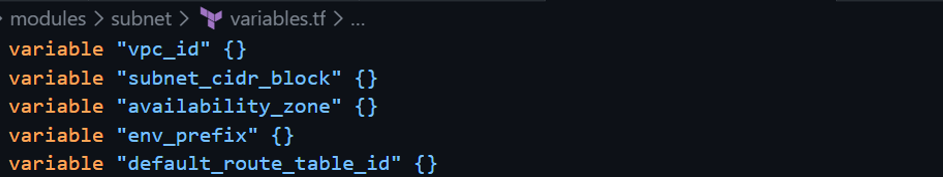 modules > subnet > variables.tf > ...
variable "vpc_id" {}
variable "subnet_cidr_block" {}
variable "availability_zone" {}
variable "env_prefix" {}
variable "default_route_table_id" {}